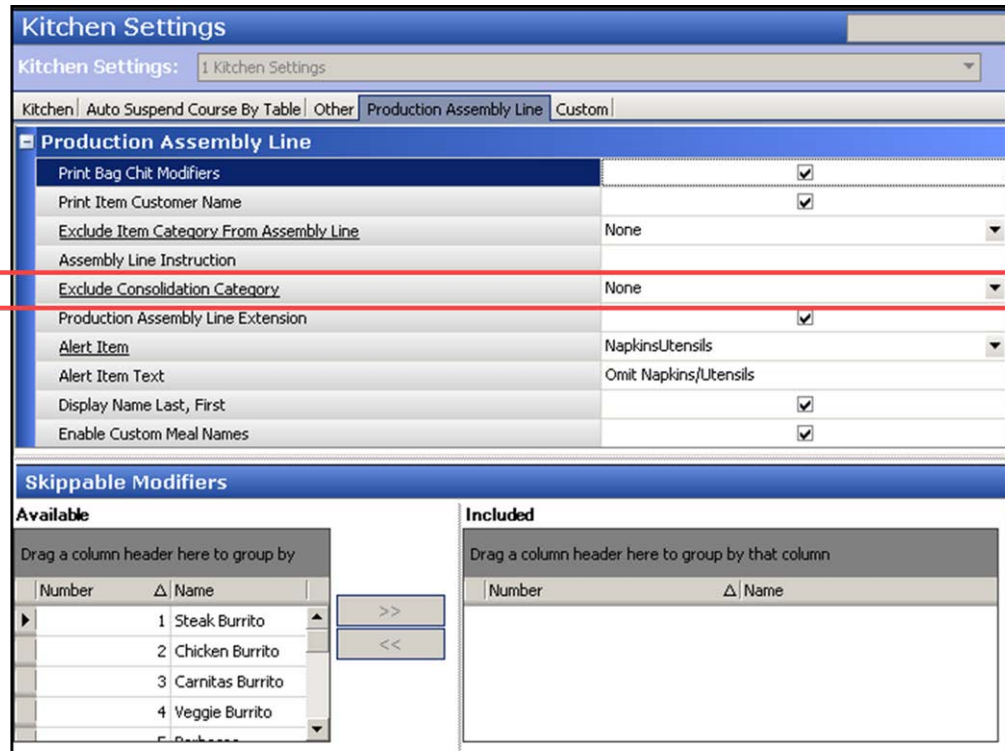 Kitchen Settings
Kitchen Settings: 1 Kitchen Settings
Kitchen Auto Suspend Course By Table Other Production Assembly Line Custom
Production Assembly Line
Print Bag Chit Modifiers
Print Item Customer Name
Exclude Item Category From Assembly Line None
Assembly Line Instruction
Exclude Consolidation Category None
Production Assembly Line Extension
Alert Item NapkinsUtensils
Alert Item Text Omit Napkins/Utensils
Display Name Last, First
Enable Custom Meal Names
Skippable Modifiers
Available Included
Drag a column header here to group by Drag a column header here to group by that column
Number Name Number Name
1 Steak Burrito >>
2 Chicken Burrito <<
3 Carnitas Burrito
4 Veggie Burrito